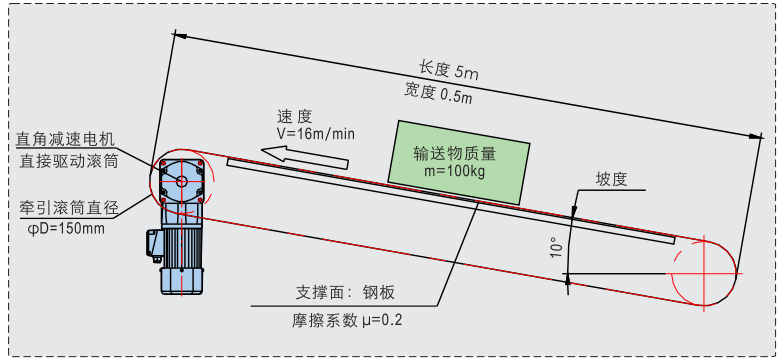 长度 5m
宽度 0.5m
速 度
V=16m/min
输送物质量
m=100kg
直角减速电机
直接驱动滚筒
牵引滚筒直径
φD=150mm
坡度
10°
支撑面：钢板
摩擦系数 μ=0.2